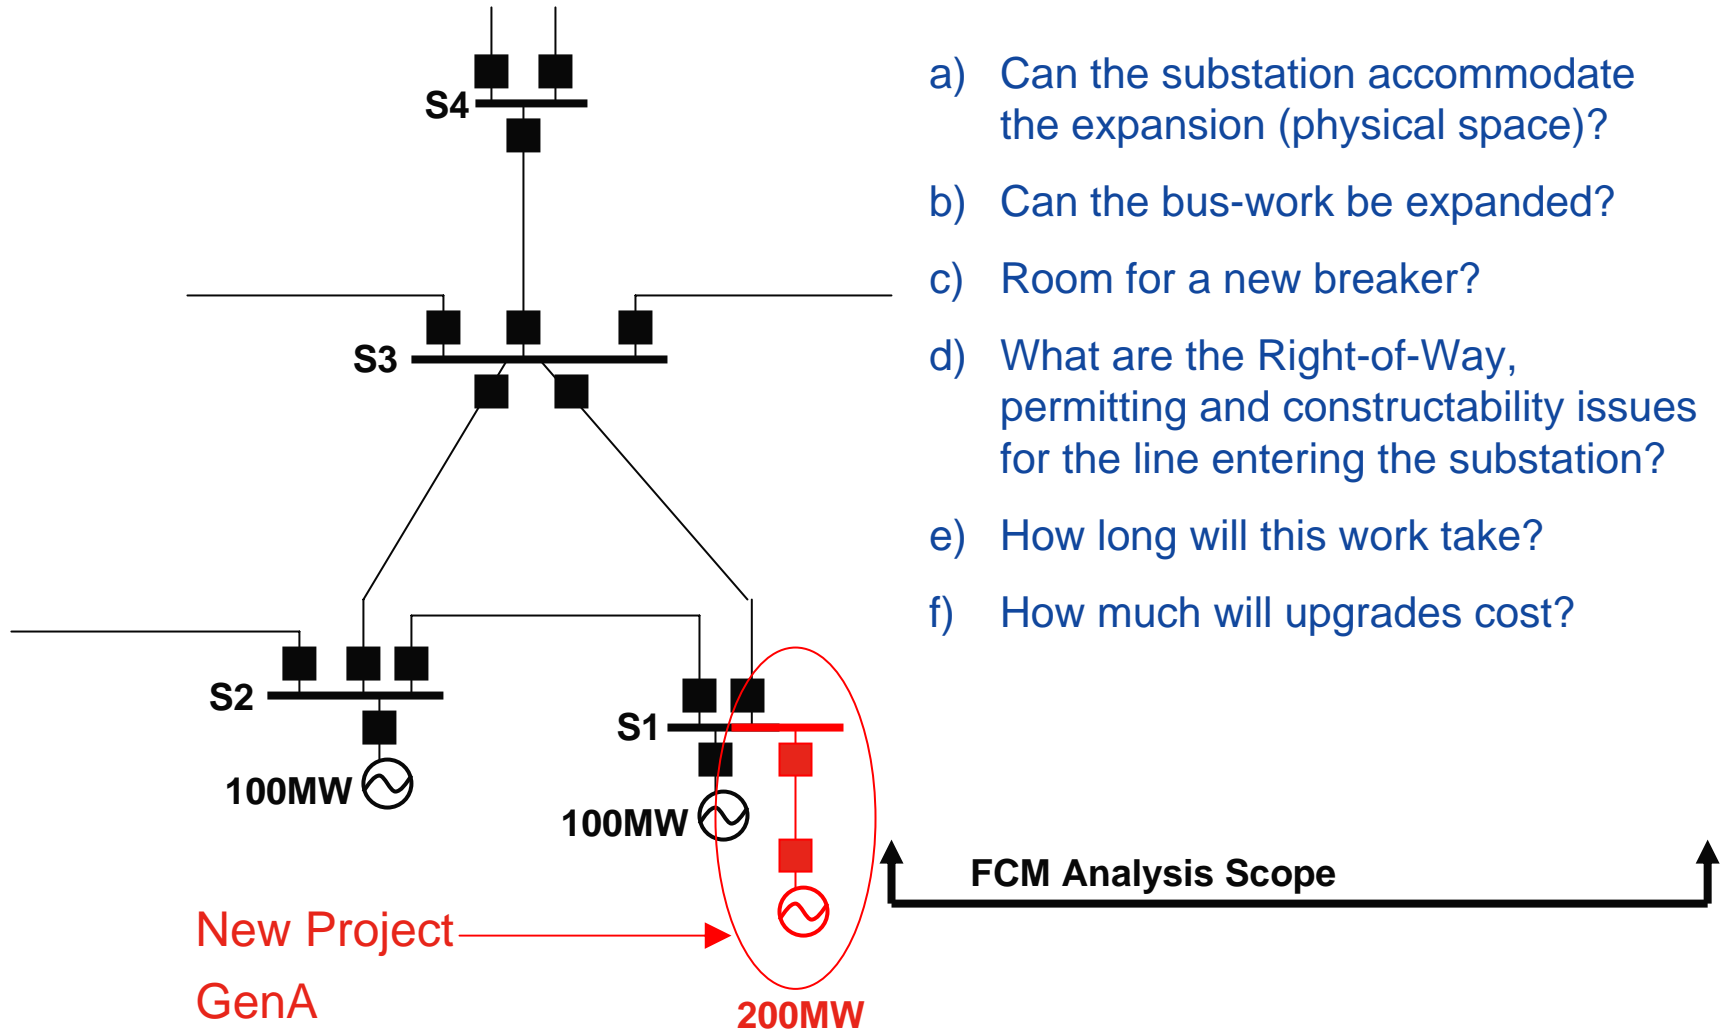 S4
S3
S2
100MW
S1
100MW
New Project
GenA
200MW
a) Can the substation accommodate
the expansion (physical space)?
b) Can the bus-work be expanded?
c) Room for a new breaker?
d) What are the Right-of-Way,
permitting and constructability issues
for the line entering the substation?
e) How long will this work take?
f) How much will upgrades cost?
FCM Analysis Scope